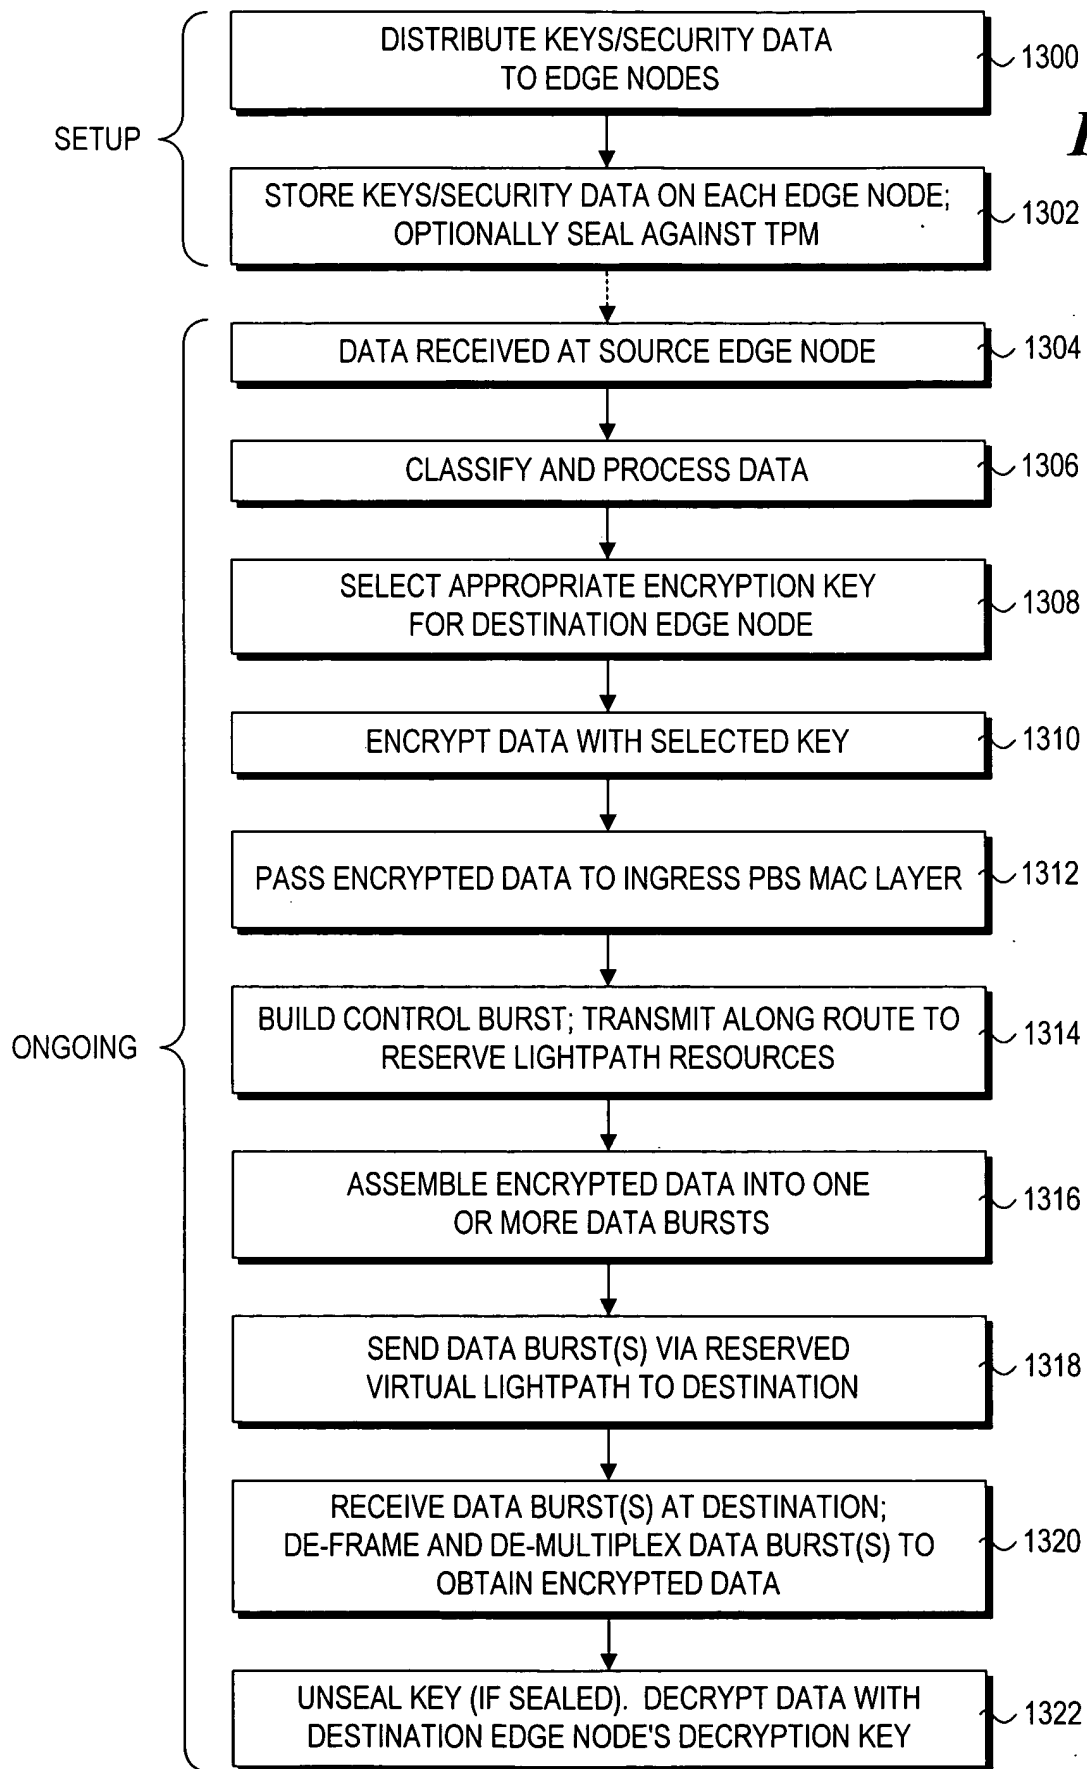 DISTRIBUTE KEYS/SECURITY DATA
TO EDGE NODES
1300
SETUP
STORE KEYS/SECURITY DATA ON EACH EDGE NODE;
OPTIONALLY SEAL AGAINST TPM
1302
DATA RECEIVED AT SOURCE EDGE NODE
1304
CLASSIFY AND PROCESS DATA
1306
SELECT APPROPRIATE ENCRYPTION KEY
FOR DESTINATION EDGE NODE
1308
ENCRYPT DATA WITH SELECTED KEY
1310
PASS ENCRYPTED DATA TO INGRESS PBS MAC LAYER
1312
ONGOING
BUILD CONTROL BURST; TRANSMIT ALONG ROUTE TO
RESERVE LIGHTPATH RESOURCES
1314
ASSEMBLE ENCRYPTED DATA INTO ONE
OR MORE DATA BURSTS
1316
SEND DATA BURST(S) VIA RESERVED
VIRTUAL LIGHTPATH TO DESTINATION
1318
RECEIVE DATA BURST(S) AT DESTINATION;
DE-FRAME AND DE-MULTIPLEX DATA BURST(S) TO
OBTAIN ENCRYPTED DATA
1320
UNSEAL KEY (IF SEALED). DECRYPT DATA WITH
DESTINATION EDGE NODE'S DECRYPTION KEY
1322